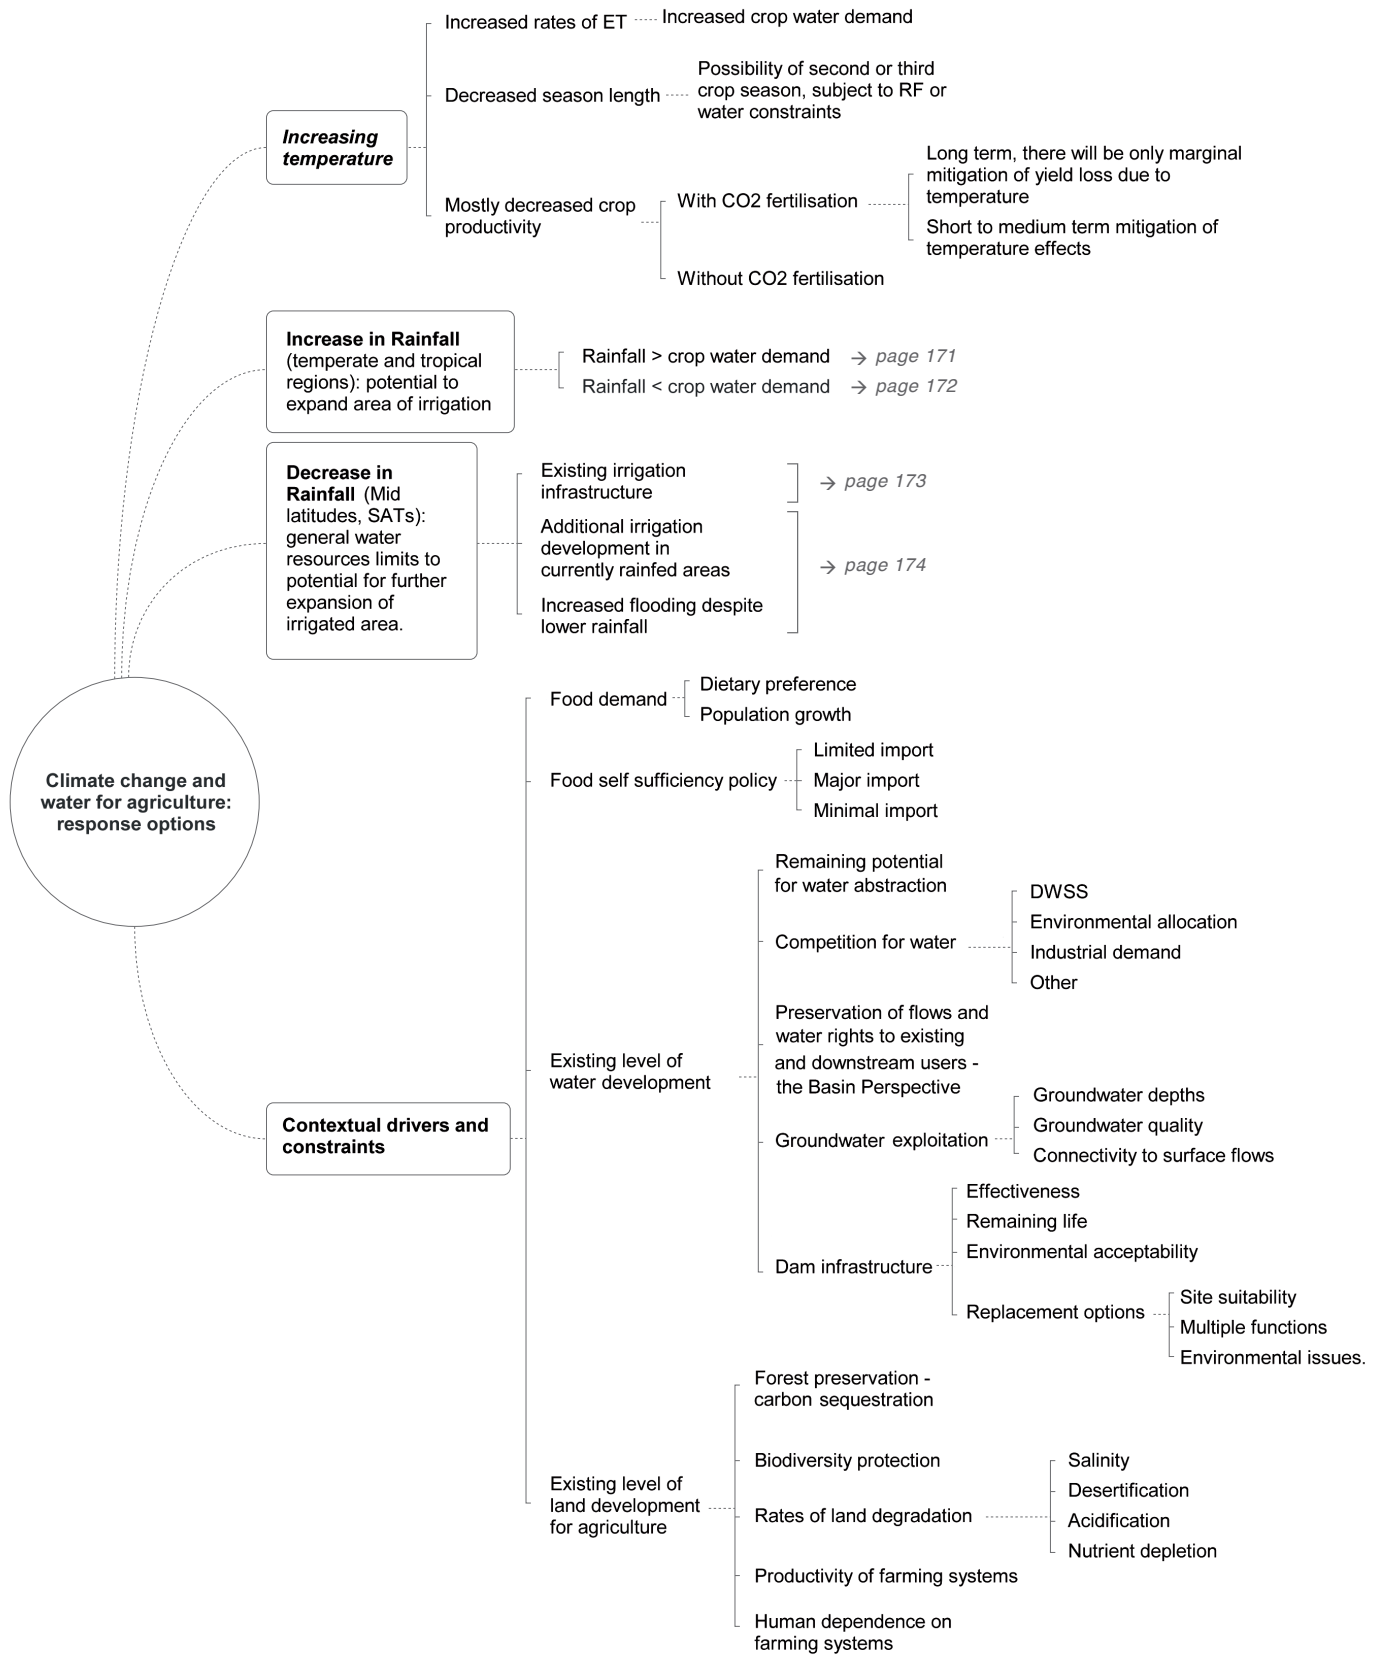 Increased rates of ET
Increased crop water demand
Decreased season length
Possibility of second or third
crop season, subject to RF or
water constraints
Increasing
temperature
Mostly decreased crop
productivity
With CO2 fertilisation
Long term, there will be only marginal
mitigation of yield loss due to
temperature
Short to medium term mitigation of
temperature effects
Without CO2 fertilisation
Increase in Rainfall
(temperate and tropical
regions): potential to
expand area of irrigation
Rainfall > crop water demand → page 171
Rainfall < crop water demand → page 172
Decrease in
Rainfall (Mid
latitudes, SATs):
general water
resources limits to
potential for further
expansion of
irrigated area.
Existing irrigation
infrastructure
→ page 173
Additional irrigation
development in
currently rainfed areas
Increased flooding despite
lower rainfall
→ page 174
Climate change and
water for agriculture:
response options
Contextual drivers and
constraints
Food demand
Dietary preference
Population growth
Food self sufficiency policy
Limited import
Major import
Minimal import
Existing level of
water development
Remaining potential
for water abstraction
Competition for water
DWSS
Environmental allocation
Industrial demand
Other
Preservation of flows and
water rights to existing
and downstream users -
the Basin Perspective
Groundwater exploitation
Groundwater depths
Groundwater quality
Connectivity to surface flows
Dam infrastructure
Effectiveness
Remaining life
Environmental acceptability
Replacement options
Site suitability
Multiple functions
Environmental issues.
Existing level of
land development
for agriculture
Forest preservation -
carbon sequestration
Biodiversity protection
Rates of land degradation
Salinity
Desertification
Acidification
Nutrient depletion
Productivity of farming systems
Human dependence on
farming systems